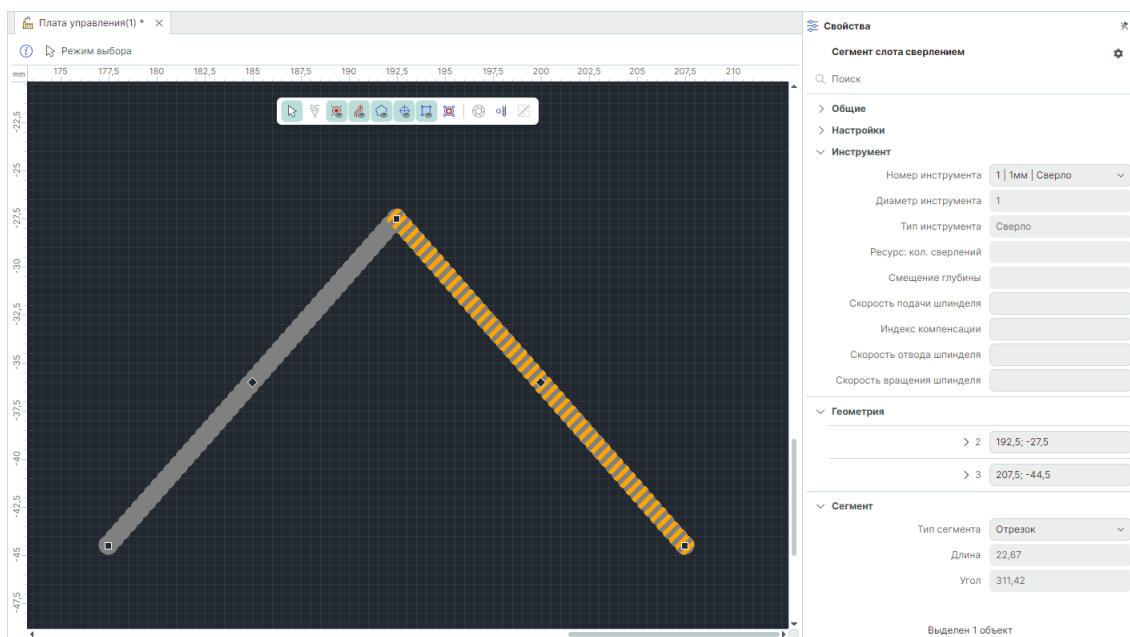 Плата управления(1) *
Режим выбора
mm 175 177,5 180 182,5 185 187,5 190 192,5 195 197,5 200 202,5 205 207,5 210
-22,5
-25
-27,5
-30
-32,5
-35
-37,5
-40
-42,5
-45
-47,5
Свойства
Сегмент слота сверлением
Поиск
Общие
Настройки
Инструмент
Номер инструмента 1 | 1мм | Сверло
Диаметр инструмента 1
Тип инструмента Сверло
Ресурс: кол. сверлений
Смещение глубины
Скорость подачи шпинделя
Индекс компенсации
Скорость отвода шпинделя
Скорость вращения шпинделя
Геометрия
2 192,5; -27,5
3 207,5; -44,5
Сегмент
Тип сегмента Отрезок
Длина 22,67
Угол 311,42
Выделен 1 объект